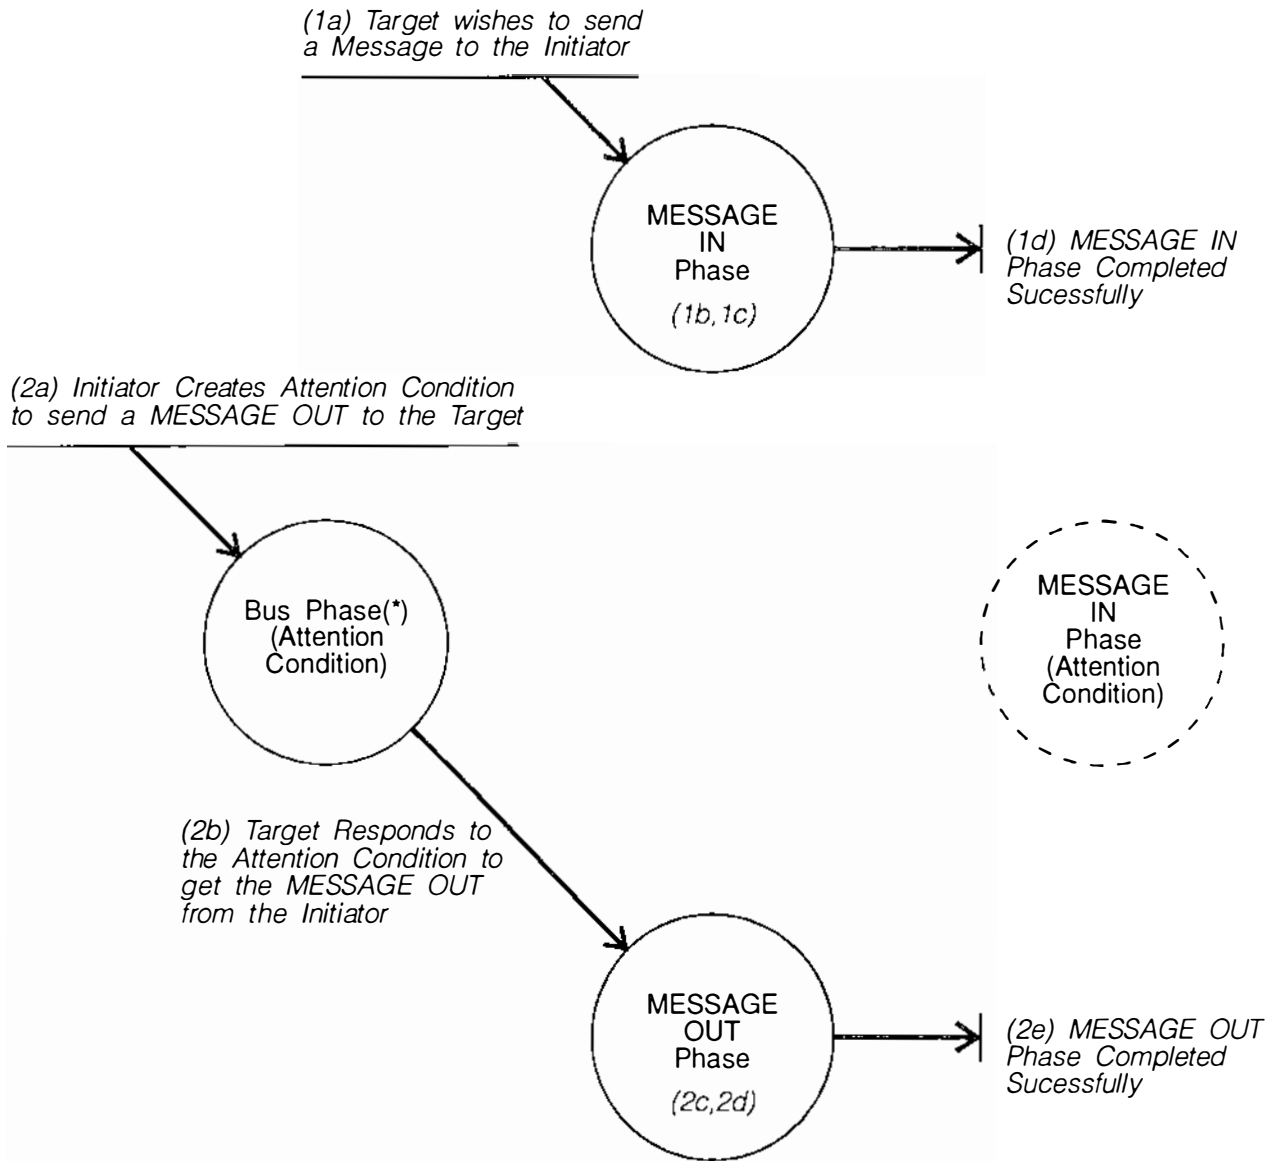 (1a) Target wishes to send
a Message to the Initiator
MESSAGE
IN
Phase
(1b,1c)
(1d) MESSAGE IN
Phase Completed
Sucessfully
(2a) Initiator Creates Attention Condition
to send a MESSAGE OUT to the Target
Bus Phase(*)
(Attention
Condition)
MESSAGE
IN
Phase
(Attention
Condition)
(2b) Target Responds to
the Attention Condition to
get the MESSAGE OUT
from the Initiator
MESSAGE
OUT
Phase
(2c,2d)
(2e) MESSAGE OUT
Phase Completed
Sucessfully